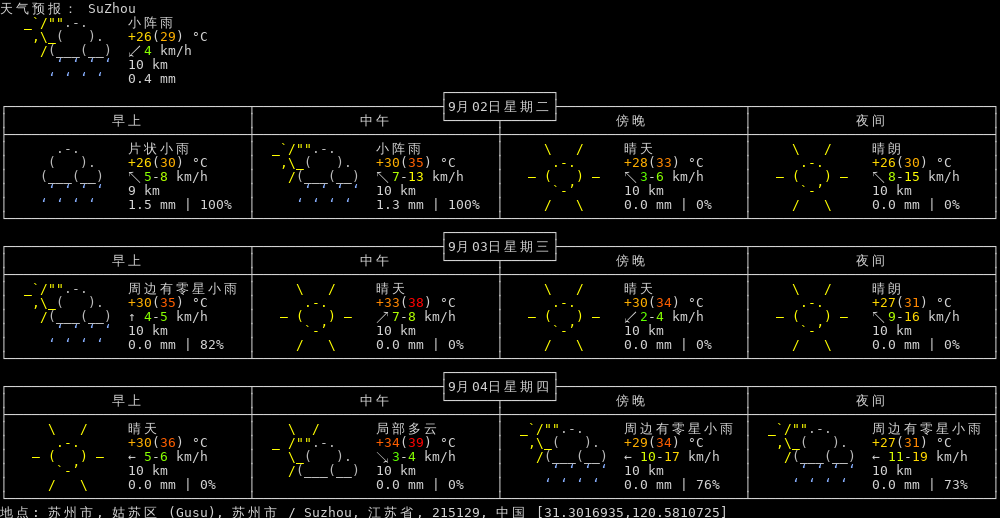 天气预报: SuZhou
小阵雨
+26(29) °C
↙4 km/h
10 km
0.4 mm
9月02日星期二
早上 中午 傍晚 夜间
片状小雨 小阵雨 晴天 晴朗
+26(30) °C +30(35) °C +28(33) °C +26(30) °C
↖5-8 km/h ↖7-13 km/h ↖3-6 km/h ↖8-15 km/h
9 km 10 km 10 km 10 km
1.5 mm | 100% 1.3 mm | 100% 0.0 mm | 0% 0.0 mm | 0%
9月03日星期三
早上 中午 傍晚 夜间
周边有零星小雨 晴天 晴天 晴朗
+30(35) °C +33(38) °C +30(34) °C +27(31) °C
↑ 4-5 km/h ↗7-8 km/h ↙2-4 km/h ↖9-16 km/h
10 km 10 km 10 km 10 km
0.0 mm | 82% 0.0 mm | 0% 0.0 mm | 0% 0.0 mm | 0%
9月04日星期四
早上 中午 傍晚 夜间
晴天 局部多云 周边有零星小雨 周边有零星小雨
+30(36) °C +34(39) °C +29(34) °C +27(31) °C
← 5-6 km/h ↘3-4 km/h ← 10-17 km/h ← 11-19 km/h
10 km 10 km 10 km 10 km
0.0 mm | 0% 0.0 mm | 0% 0.0 mm | 76% 0.0 mm | 73%
地点: 苏州市, 姑苏区 (Gusu), 苏州市 / Suzhou, 江苏省, 215129, 中国 [31.3016935,120.5810725]